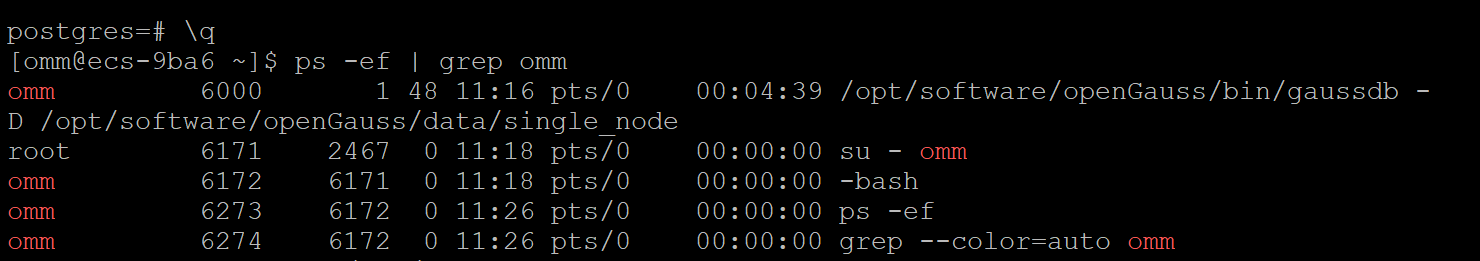 postgres=# \q
[omm@ecs-9ba6 ~]$ ps -ef | grep omm
omm 6000 1 48 11:16 pts/0 00:04:39 /opt/software/openGauss/bin/gaussdb -
D /opt/software/openGauss/data/single_node
root 6171 2467 0 11:18 pts/0 00:00:00 su - omm
omm 6172 6171 0 11:18 pts/0 00:00:00 -bash
omm 6273 6172 0 11:26 pts/0 00:00:00 ps -ef
omm 6274 6172 0 11:26 pts/0 00:00:00 grep --color=auto omm